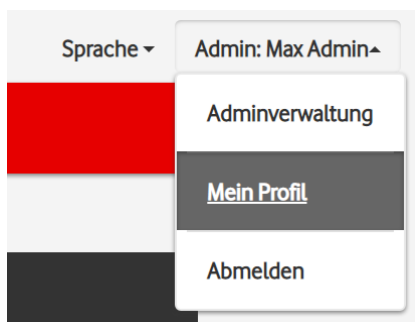 Sprache Admin: Max Admin
Adminverwaltung
Mein Profil
Abmelden